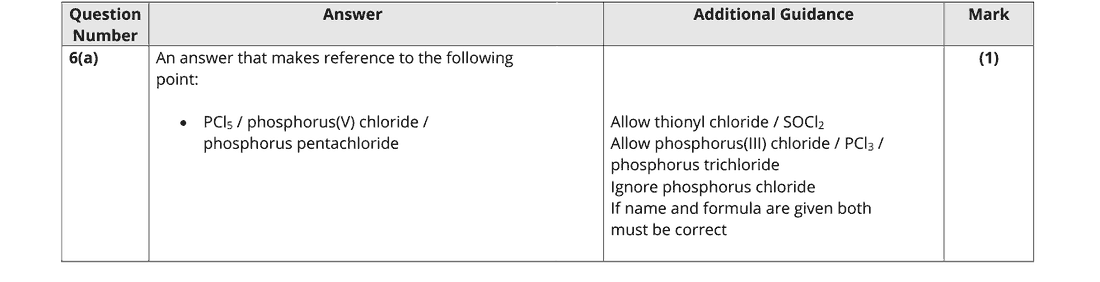 Question Number Answer Additional Guidance Mark
6(a) An answer that makes reference to the following (1)
point:
• PCl₅ / phosphorus(V) chloride / Allow thionyl chloride / SOCl₂
phosphorus pentachloride Allow phosphorus(III) chloride / PCl₃ /
phosphorus trichloride
Ignore phosphorus chloride
If name and formula are given both
must be correct